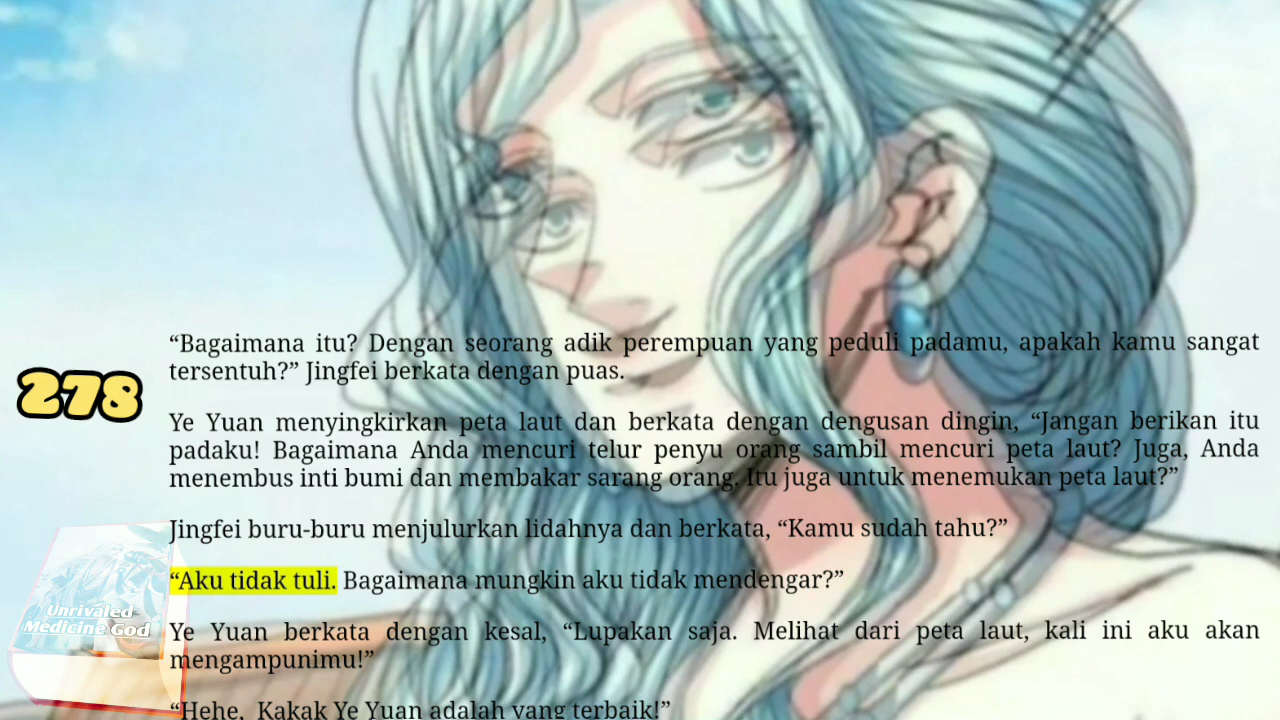 “Bagaimana itu? Dengan seorang adik perempuan yang peduli padamu, apakah kamu sangat
tersentuh?” Jingfei berkata dengan puas.
278
Ye Yuan menyingkirkan peta laut dan berkata dengan dengusan dingin, “Jangan berikan itu
padaku! Bagaimana Anda mencuri telur penyu orang sambil mencuri peta laut? Juga, Anda
menembus inti bumi dan membakar sarang orang. Itu juga untuk menemukan peta laut?”
Jingfei buru-buru menjulurkan lidahnya dan berkata, “Kamu sudah tahu?”
“Aku tidak tuli. Bagaimana mungkin aku tidak mendengar?”
Unrivaled
Medicine God
Ye Yuan berkata dengan kesal, “Lupakan saja. Melihat dari peta laut, kali ini aku akan
mengampunimu!”
“Hehe, Kakak Ye Yuan adalah yang terbaik!”